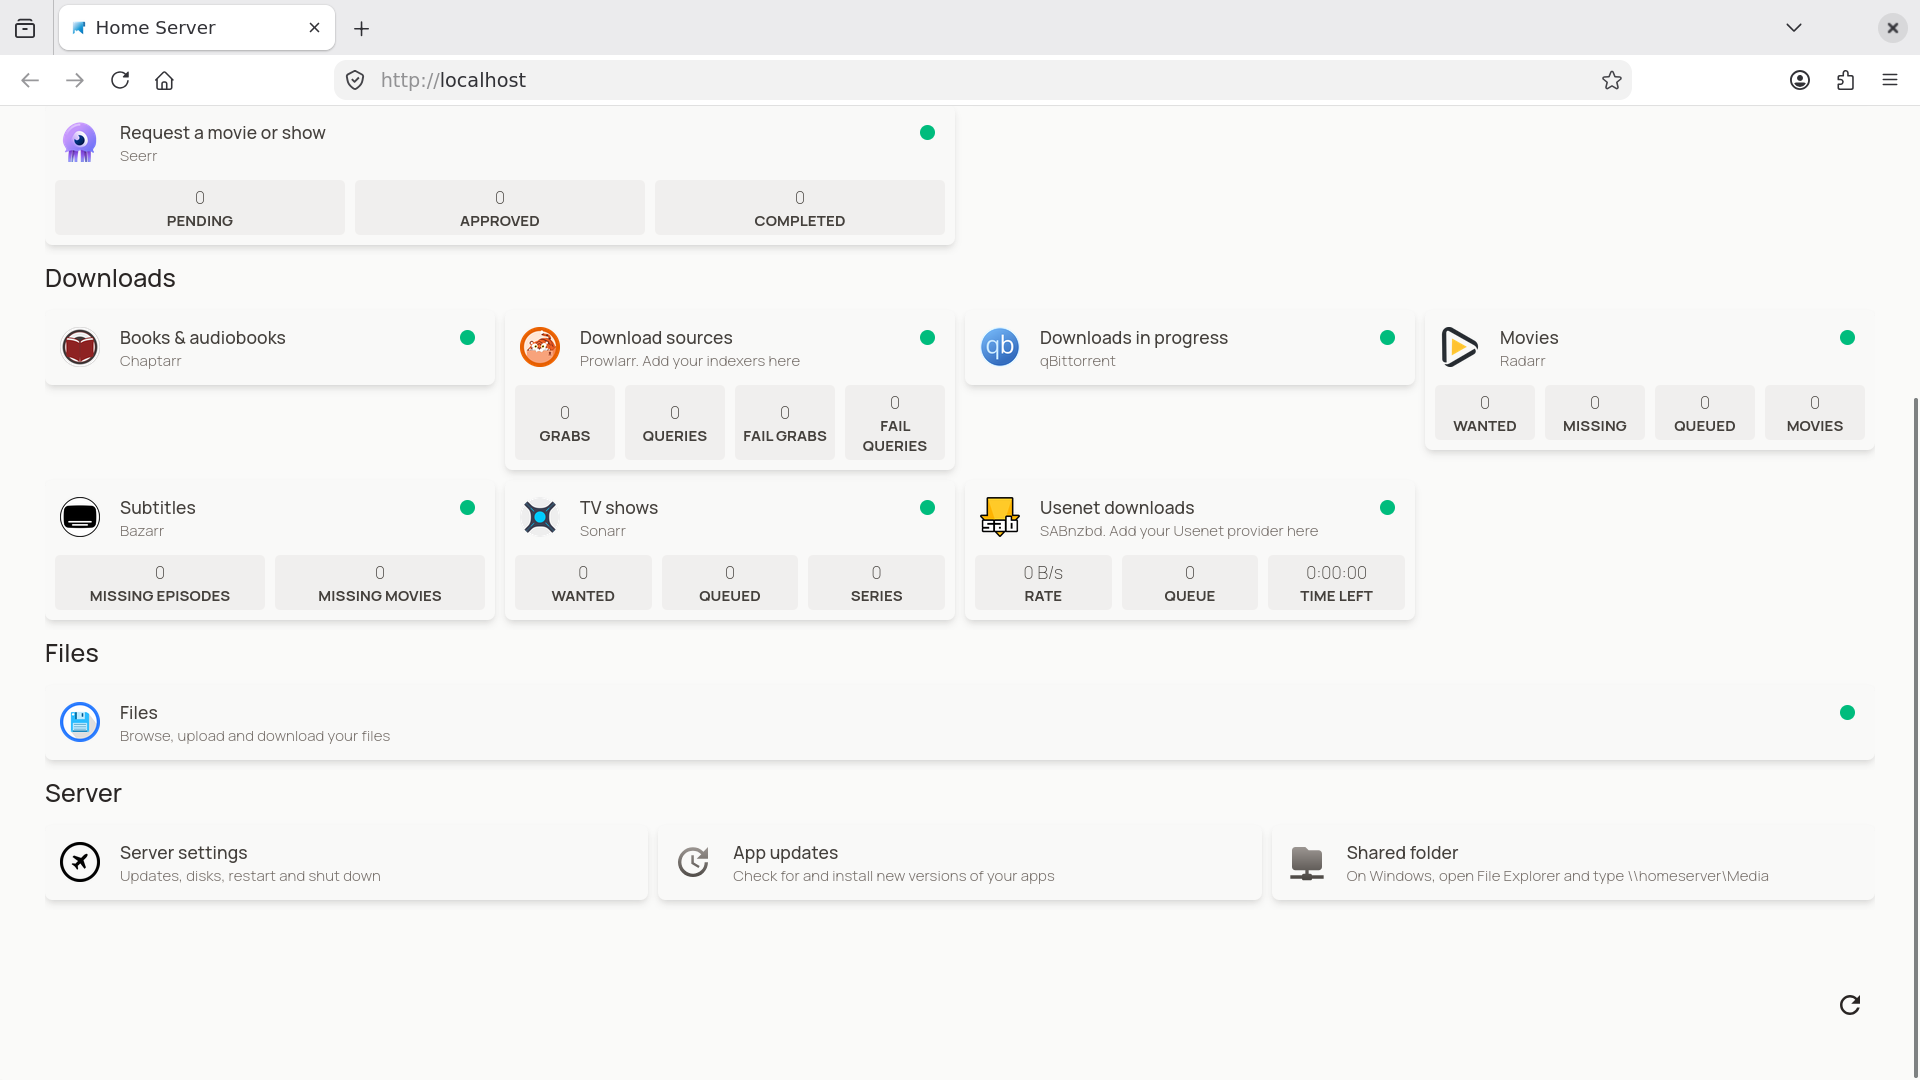 Home Server
http://localhost
Request a movie or show
Seerr
0
PENDING
0
APPROVED
0
COMPLETED
Downloads
Books & audiobooks
Chaptarr
Download sources
Prowlarr. Add your indexers here
0
GRABS
0
QUERIES
0
FAIL GRABS
0
FAIL
QUERIES
qb
Downloads in progress
qBittorrent
Movies
Radarr
0
WANTED
0
MISSING
0
QUEUED
0
MOVIES
Subtitles
Bazarr
0
MISSING EPISODES
0
MISSING MOVIES
TV shows
Sonarr
0
WANTED
0
QUEUED
0
SERIES
sab
Usenet downloads
SABnzbd. Add your Usenet provider here
0 B/s
RATE
0
QUEUE
0:00:00
TIME LEFT
Files
Files
Browse, upload and download your files
Server
Server settings
Updates, disks, restart and shut down
App updates
Check for and install new versions of your apps
Shared folder
On Windows, open File Explorer and type \\homeserver\Media